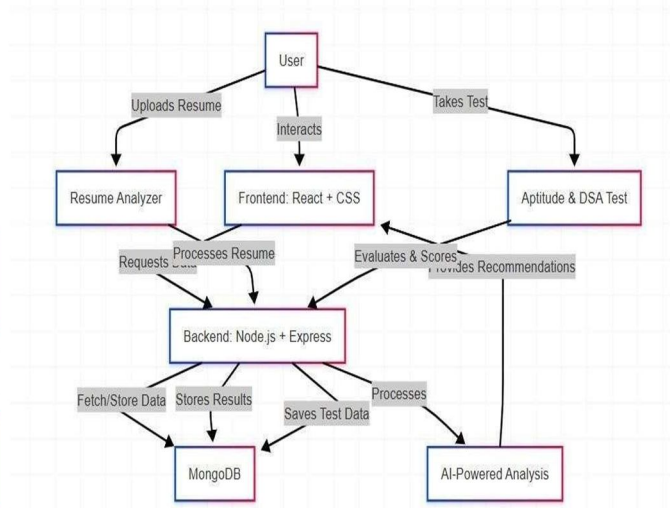 User
Uploads Resume
Takes Test
Interacts
Resume Analyzer
Frontend: React + CSS
Aptitude & DSA Test
Requests
Processes Resume
Evaluates & Scores
Recommendations
Backend: Node.js + Express
Fetch/Store Data
Stores Results
Saves Test Data
Processes
MongoDB
AI-Powered Analysis